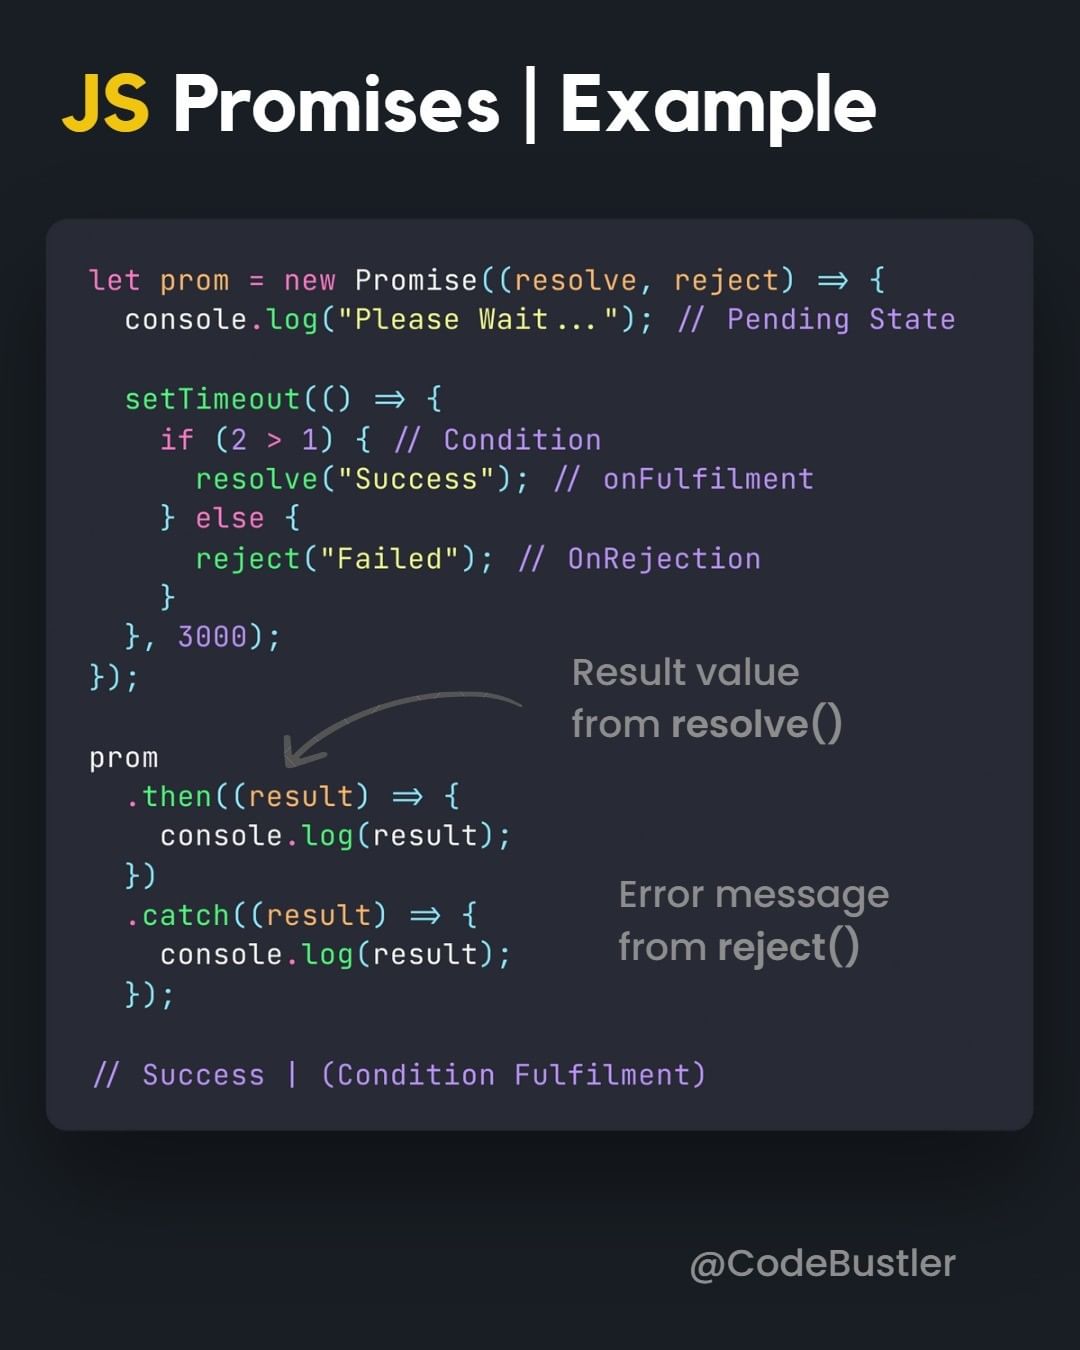 JS Promises | Example
let prom = new Promise((resolve, reject) => {
  console.log("Please Wait..."); // Pending State
  setTimeout(() => {
    if (2 > 1) { // Condition
      resolve("Success"); // onFulfilment
    } else {
      reject("Failed"); // OnRejection
    }
  }, 3000);
});
Result value
from resolve()
prom
  .then((result) => {
    console.log(result);
  })
Error message
from reject()
  .catch((result) => {
    console.log(result);
  });
// Success | (Condition Fulfilment)
@CodeBustler